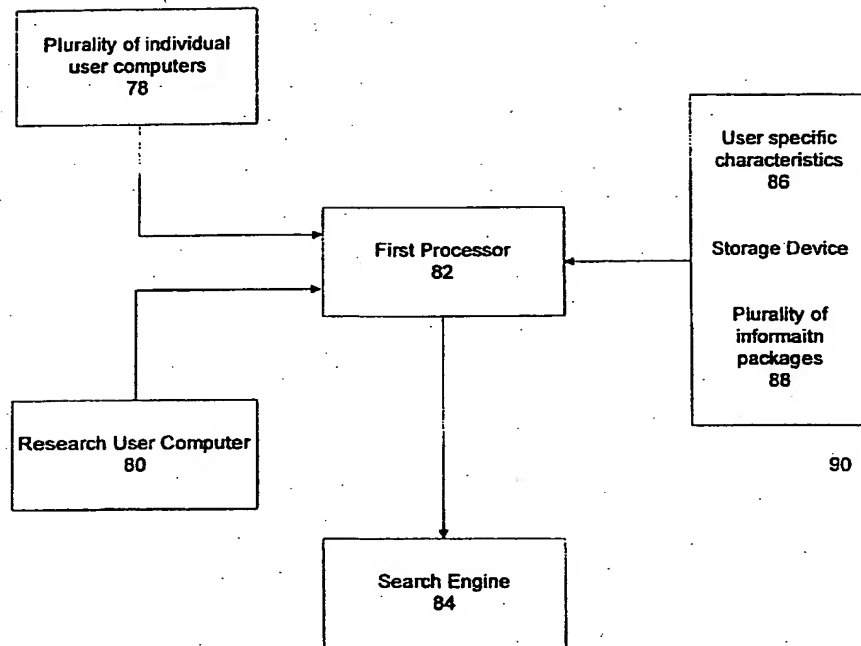 Plurality of individual
user computers
78
User specific
characteristics
86
First Processor
82
Storage Device
Plurality of
informaitn
packages
88
Research User Computer
80
90
Search Engine
84